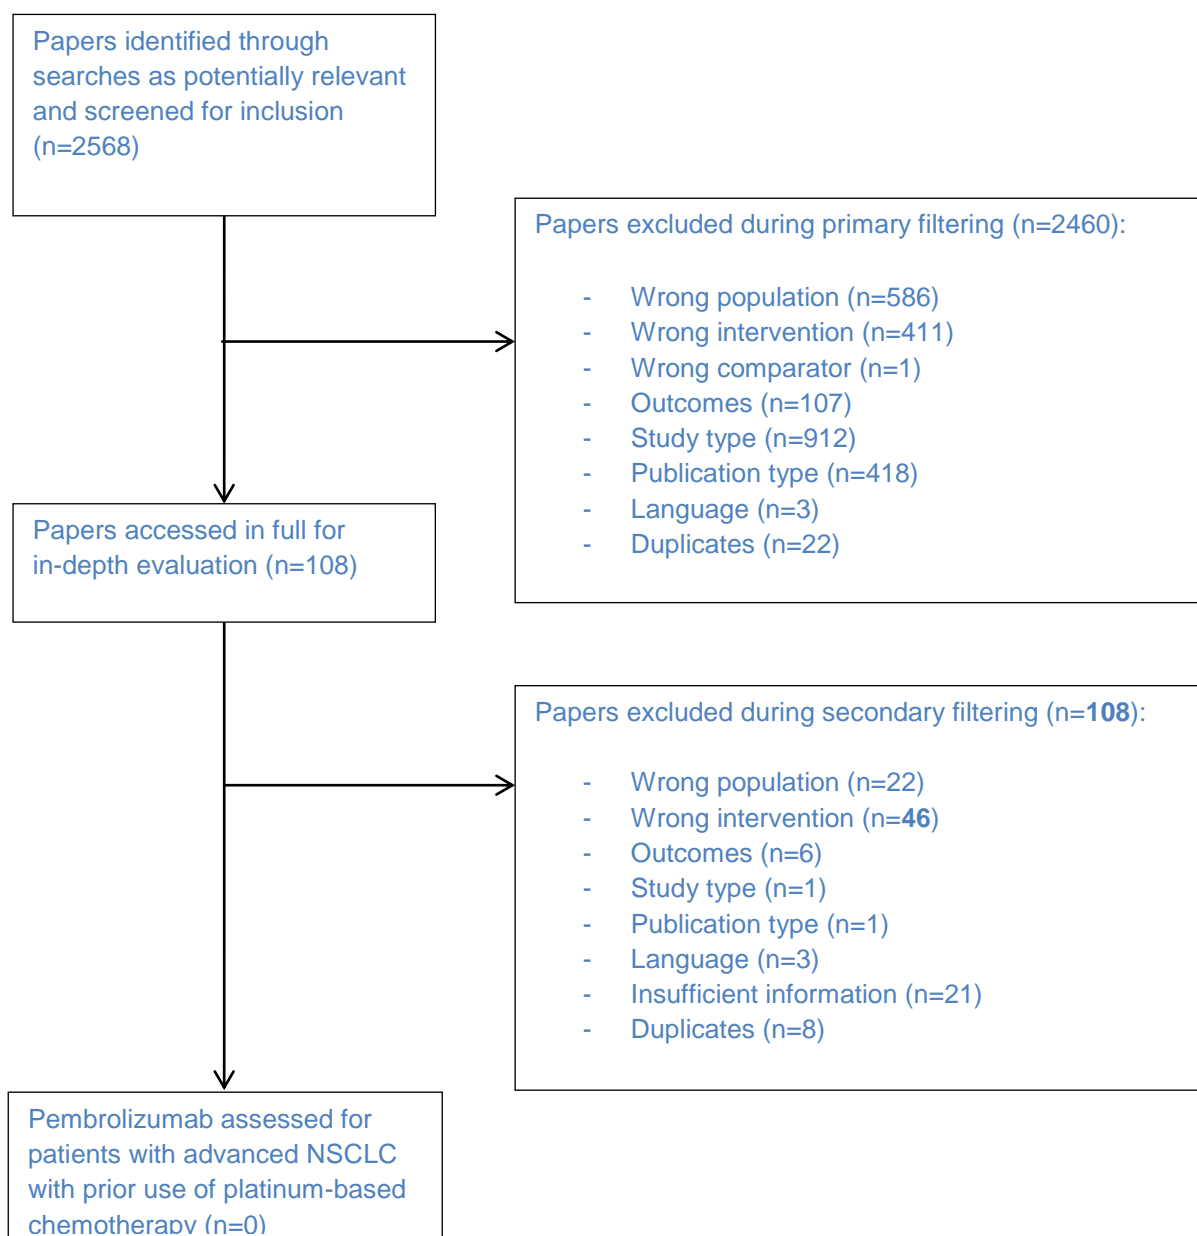 Papers identified through
searches as potentially relevant
and screened for inclusion
(n=2568)
Papers excluded during primary filtering (n=2460):
- Wrong population (n=586)
- Wrong intervention (n=411)
- Wrong comparator (n=1)
- Outcomes (n=107)
- Study type (n=912)
- Publication type (n=418)
- Language (n=3)
- Duplicates (n=22)
Papers accessed in full for
in-depth evaluation (n=108)
Papers excluded during secondary filtering (n=108):
- Wrong population (n=22)
- Wrong intervention (n=46)
- Outcomes (n=6)
- Study type (n=1)
- Publication type (n=1)
- Language (n=3)
- Insufficient information (n=21)
- Duplicates (n=8)
Pembrolizumab assessed for
patients with advanced NSCLC
with prior use of platinum-based
chemotherapy (n=0)